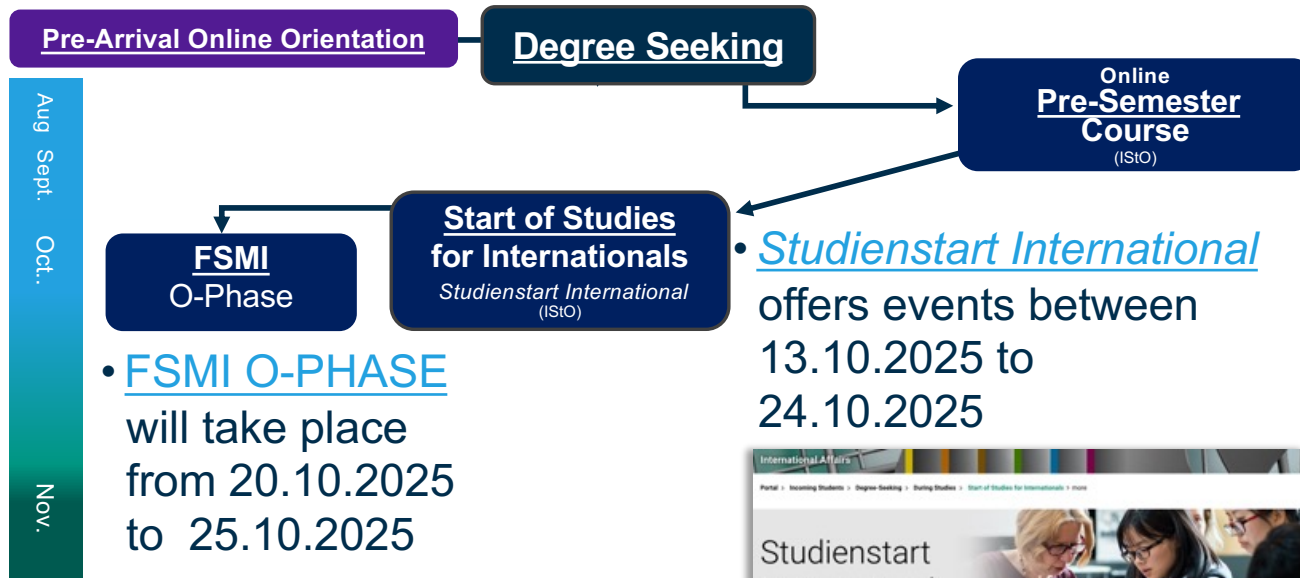 Pre-Arrival Online Orientation
Degree Seeking
Online
Pre-Semester
Course
(IStO)
Aug
Sept.
Oct..
Nov.
Start of Studies
for Internationals
Studienstart International
(IStO)
FSMI
O-Phase
• Studienstart International
offers events between
13.10.2025 to
24.10.2025
• FSMI O-PHASE
will take place
from 20.10.2025
to 25.10.2025
International Affairs
Portal > Incoming Students > Degree-Seeking > During Studies > Start of Studies for Internationals > more
Studienstart